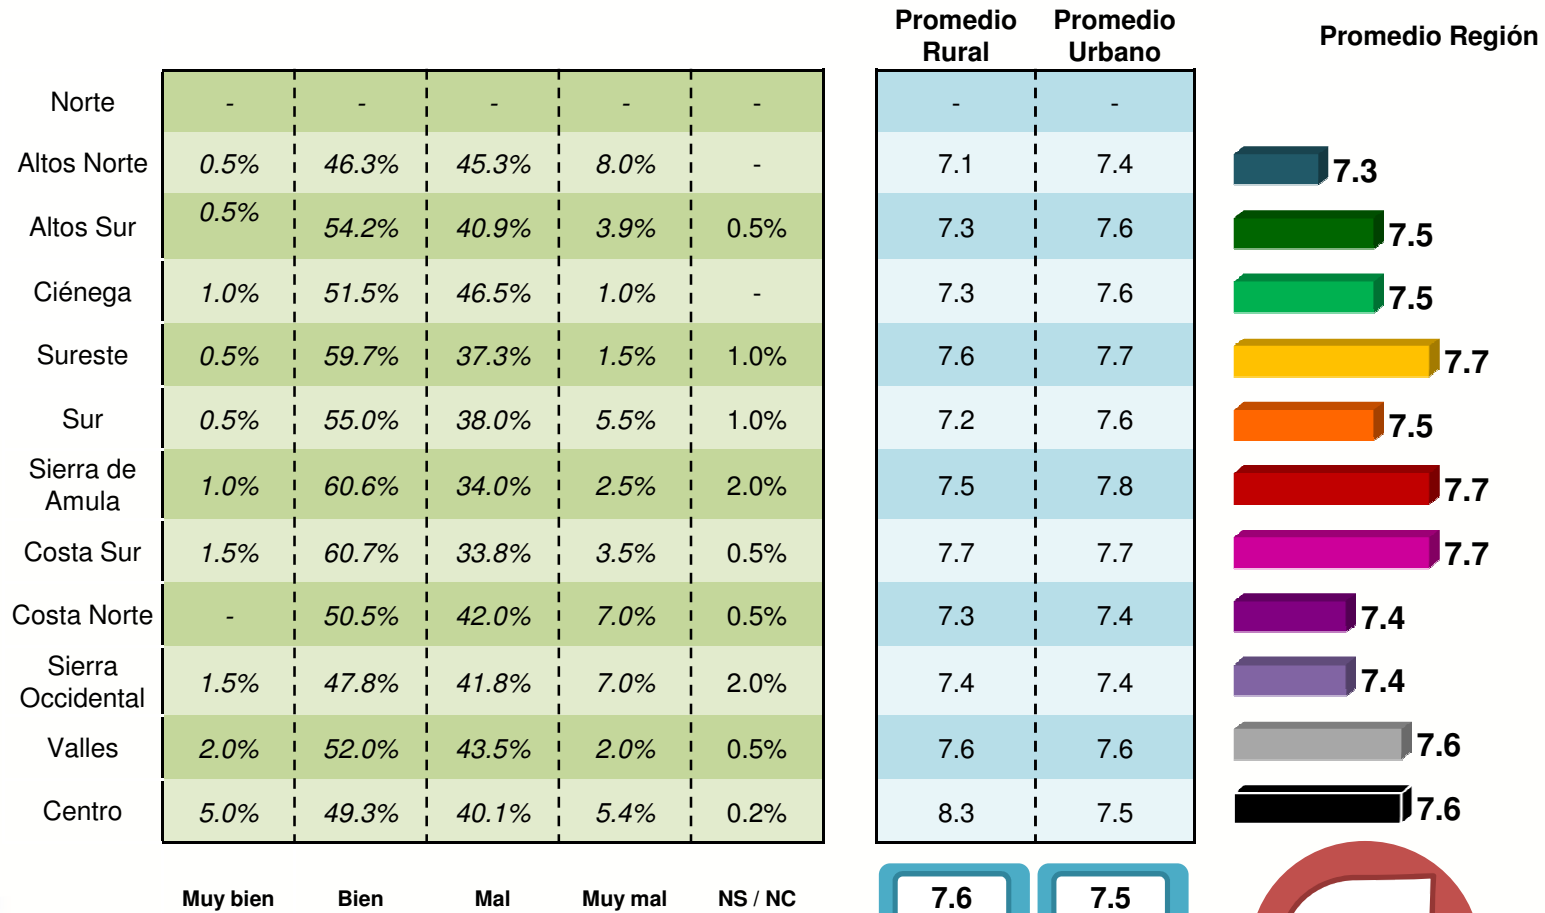 Promedio Rural Promedio Urbano Promedio Región
Norte - - - - - - -
Altos Norte 0.5% 46.3% 45.3% 8.0% - 7.1 7.4 7.3
Altos Sur 0.5% 54.2% 40.9% 3.9% 0.5% 7.3 7.6 7.5
Ciénega 1.0% 51.5% 46.5% 1.0% - 7.3 7.6 7.5
Sureste 0.5% 59.7% 37.3% 1.5% 1.0% 7.6 7.7 7.7
Sur 0.5% 55.0% 38.0% 5.5% 1.0% 7.2 7.6 7.5
Sierra de Amula 1.0% 60.6% 34.0% 2.5% 2.0% 7.5 7.8 7.7
Costa Sur 1.5% 60.7% 33.8% 3.5% 0.5% 7.7 7.7 7.7
Costa Norte - 50.5% 42.0% 7.0% 0.5% 7.3 7.4 7.4
Sierra Occidental 1.5% 47.8% 41.8% 7.0% 2.0% 7.4 7.4 7.4
Valles 2.0% 52.0% 43.5% 2.0% 0.5% 7.6 7.6 7.6
Centro 5.0% 49.3% 40.1% 5.4% 0.2% 8.3 7.5 7.6
Muy bien Bien Mal Muy mal NS / NC 7.6 7.5